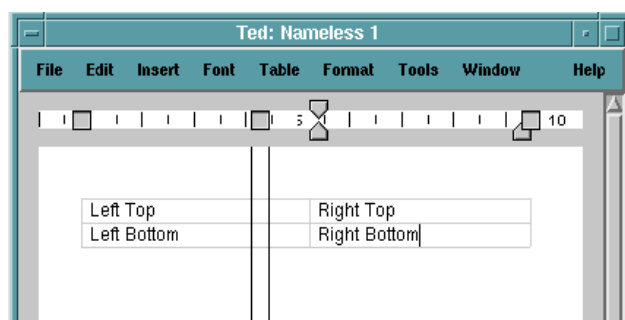 Ted: Nameless 1
File Edit Insert Font Table Format Tools Window Help
5 10
Left Top Right Top
Left Bottom Right Bottom